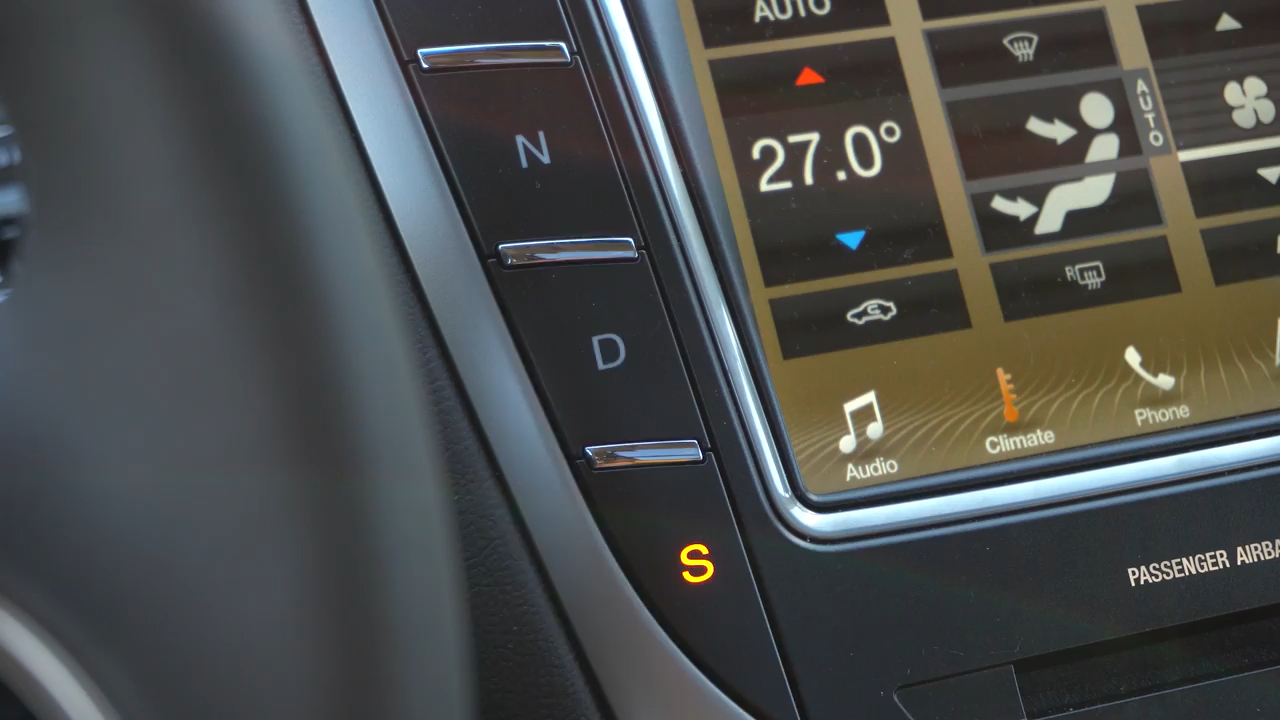 AUTO
N
27.0°
AUTO
D
R
Audio
Climate
Phone
S
PASSENGER AIRBA